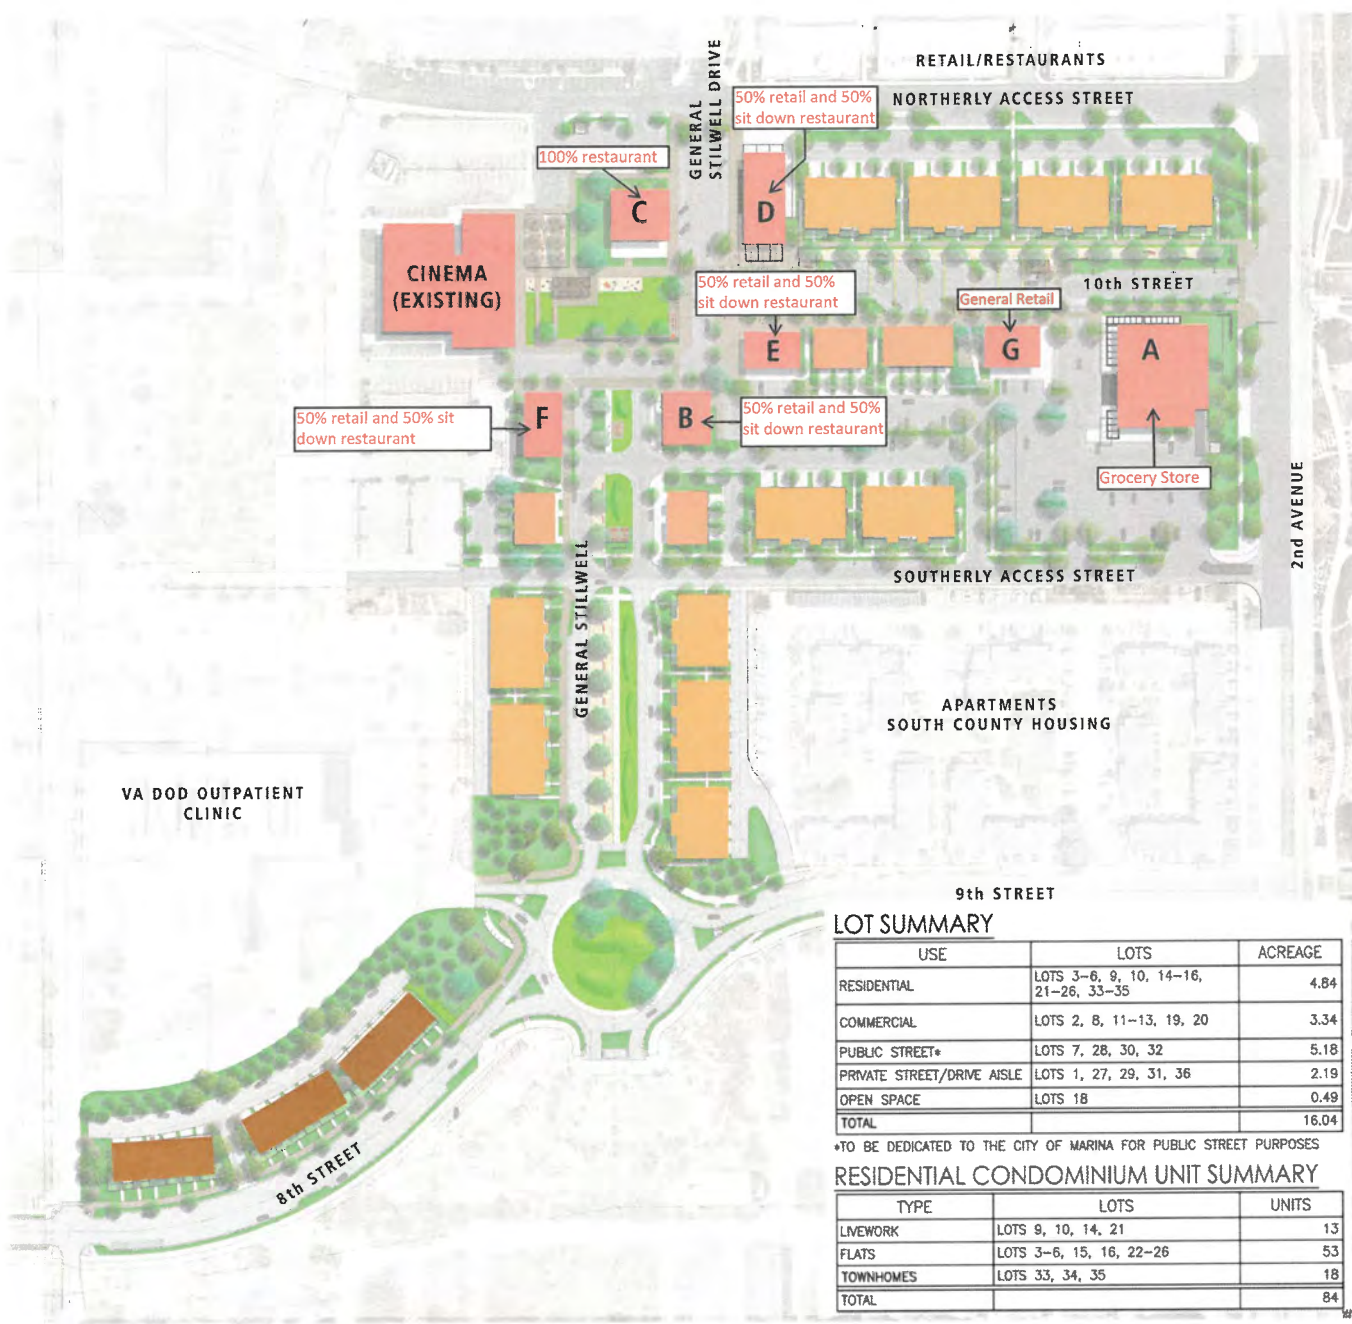 RETAIL/RESTAURANTS
NORTHERLY ACCESS STREET
GENERAL
STILWELL DRIVE
50% retail and 50%
sit down restaurant
100% restaurant
C
D
CINEMA
(EXISTING)
10th STREET
50% retail and 50%
sit down restaurant
General Retail
E
G
A
F
B
50% retail and 50% sit
down restaurant
50% retail and 50%
sit down restaurant
Grocery Store
2nd AVENUE
SOUTHERLY ACCESS STREET
GENERAL STILLWELL
APARTMENTS
SOUTH COUNTY HOUSING
VA DOD OUTPATIENT
CLINIC
9th STREET
8th STREET
LOT SUMMARY
USE LOTS ACREAGE
RESIDENTIAL LOTS 3-6, 9, 10, 14-16, 4.84
21-26, 33-35
COMMERCIAL LOTS 2, 8, 11-13, 19, 20 3.34
PUBLIC STREET* LOTS 7, 28, 30, 32 5.18
PRIVATE STREET/DRIVE AISLE LOTS 1, 27, 29, 31, 36 2.19
OPEN SPACE LOTS 18 0.49
TOTAL 16.04
*TO BE DEDICATED TO THE CITY OF MARINA FOR PUBLIC STREET PURPOSES
RESIDENTIAL CONDOMINIUM UNIT SUMMARY
TYPE LOTS UNITS
LIVEWORK LOTS 9, 10, 14, 21 13
FLATS LOTS 3-6, 15, 16, 22-26 53
TOWNHOMES LOTS 33, 34, 35 18
TOTAL 84